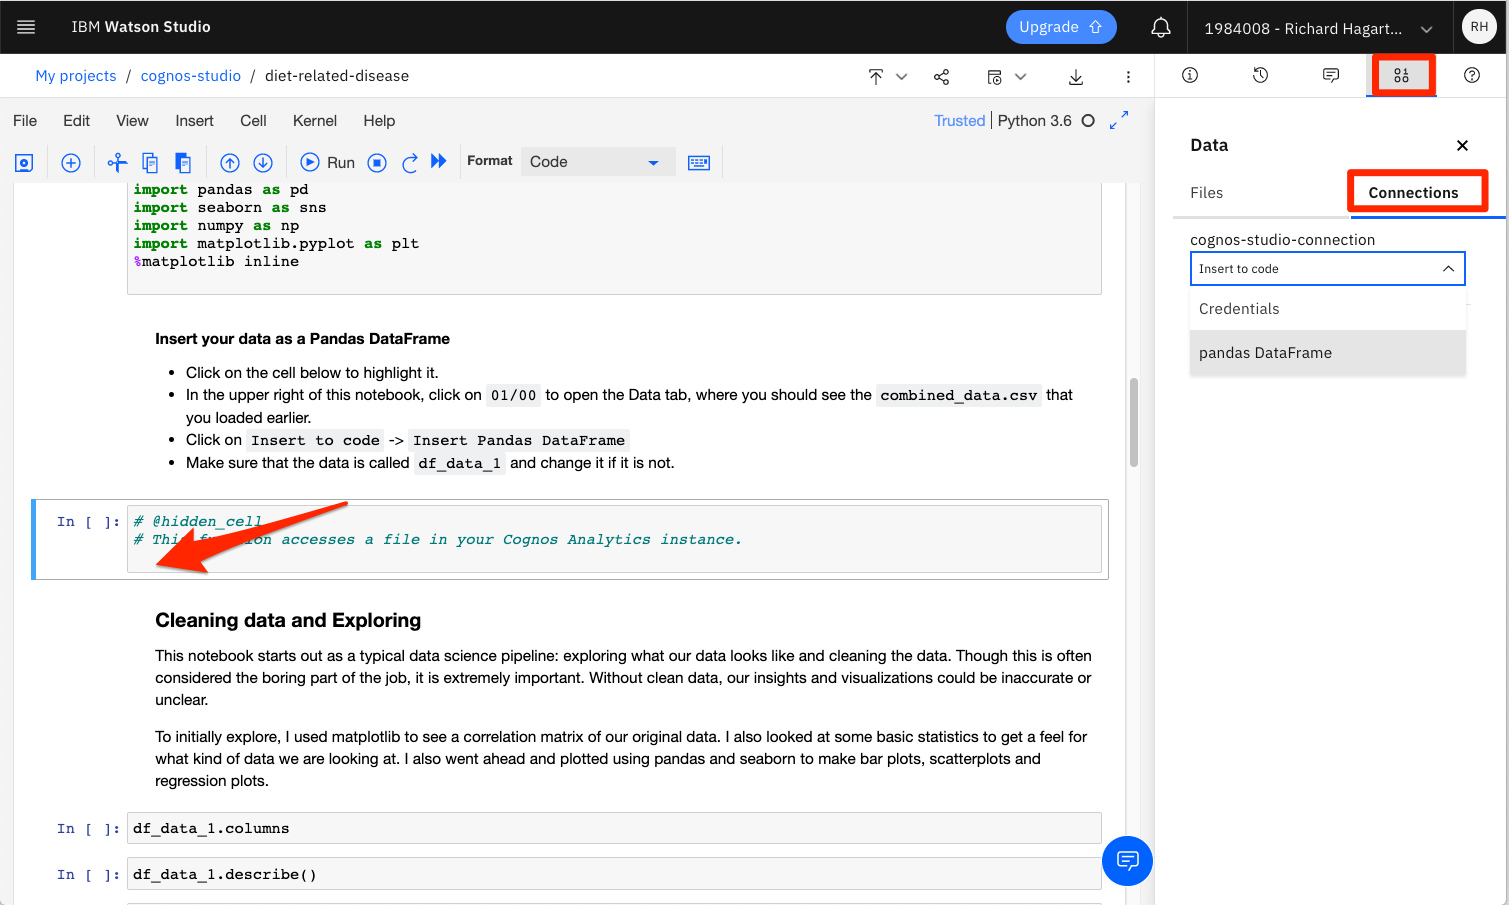 IBM Watson Studio
Upgrade
1984008 - Richard Hagart...
RH
My projects / cognos-studio / diet-related-disease
File Edit View Insert Cell Kernel Help
Trusted | Python 3.6
Run
Format
Code
import pandas as pd
import seaborn as sns
import numpy as np
import matplotlib.pyplot as plt
%matplotlib inline
Insert your data as a Pandas DataFrame
• Click on the cell below to highlight it.
• In the upper right of this notebook, click on 01/00 to open the Data tab, where you should see the combined_data.csv that
you loaded earlier.
• Click on Insert to code -> Insert Pandas DataFrame
• Make sure that the data is called df_data_1 and change it if it is not.
In [ ]: # @hidden_cell
# This function accesses a file in your Cognos Analytics instance.
Cleaning data and Exploring
This notebook starts out as a typical data science pipeline: exploring what our data looks like and cleaning the data. Though this is often
considered the boring part of the job, it is extremely important. Without clean data, our insights and visualizations could be inaccurate or
unclear.
To initially explore, I used matplotlib to see a correlation matrix of our original data. I also looked at some basic statistics to get a feel for
what kind of data we are looking at. I also went ahead and plotted using pandas and seaborn to make bar plots, scatterplots and
regression plots.
In [ ]: df_data_1.columns
In [ ]: df_data_1.describe()
Data
Files
Connections
cognos-studio-connection
Insert to code
Credentials
pandas DataFrame